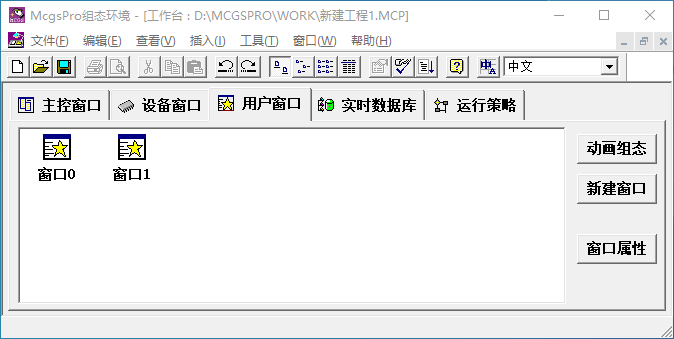 McgsPro组态环境 - [工作台 : D:\MCGSPRO\WORK\新建工程1.MCP]
文件(F) 编辑(E) 查看(V) 插入(I) 工具(T) 窗口(W) 帮助(H)
中文
主控窗口 设备窗口 用户窗口 实时数据库 运行策略
动画组态
窗口0 窗口1
新建窗口
窗口属性